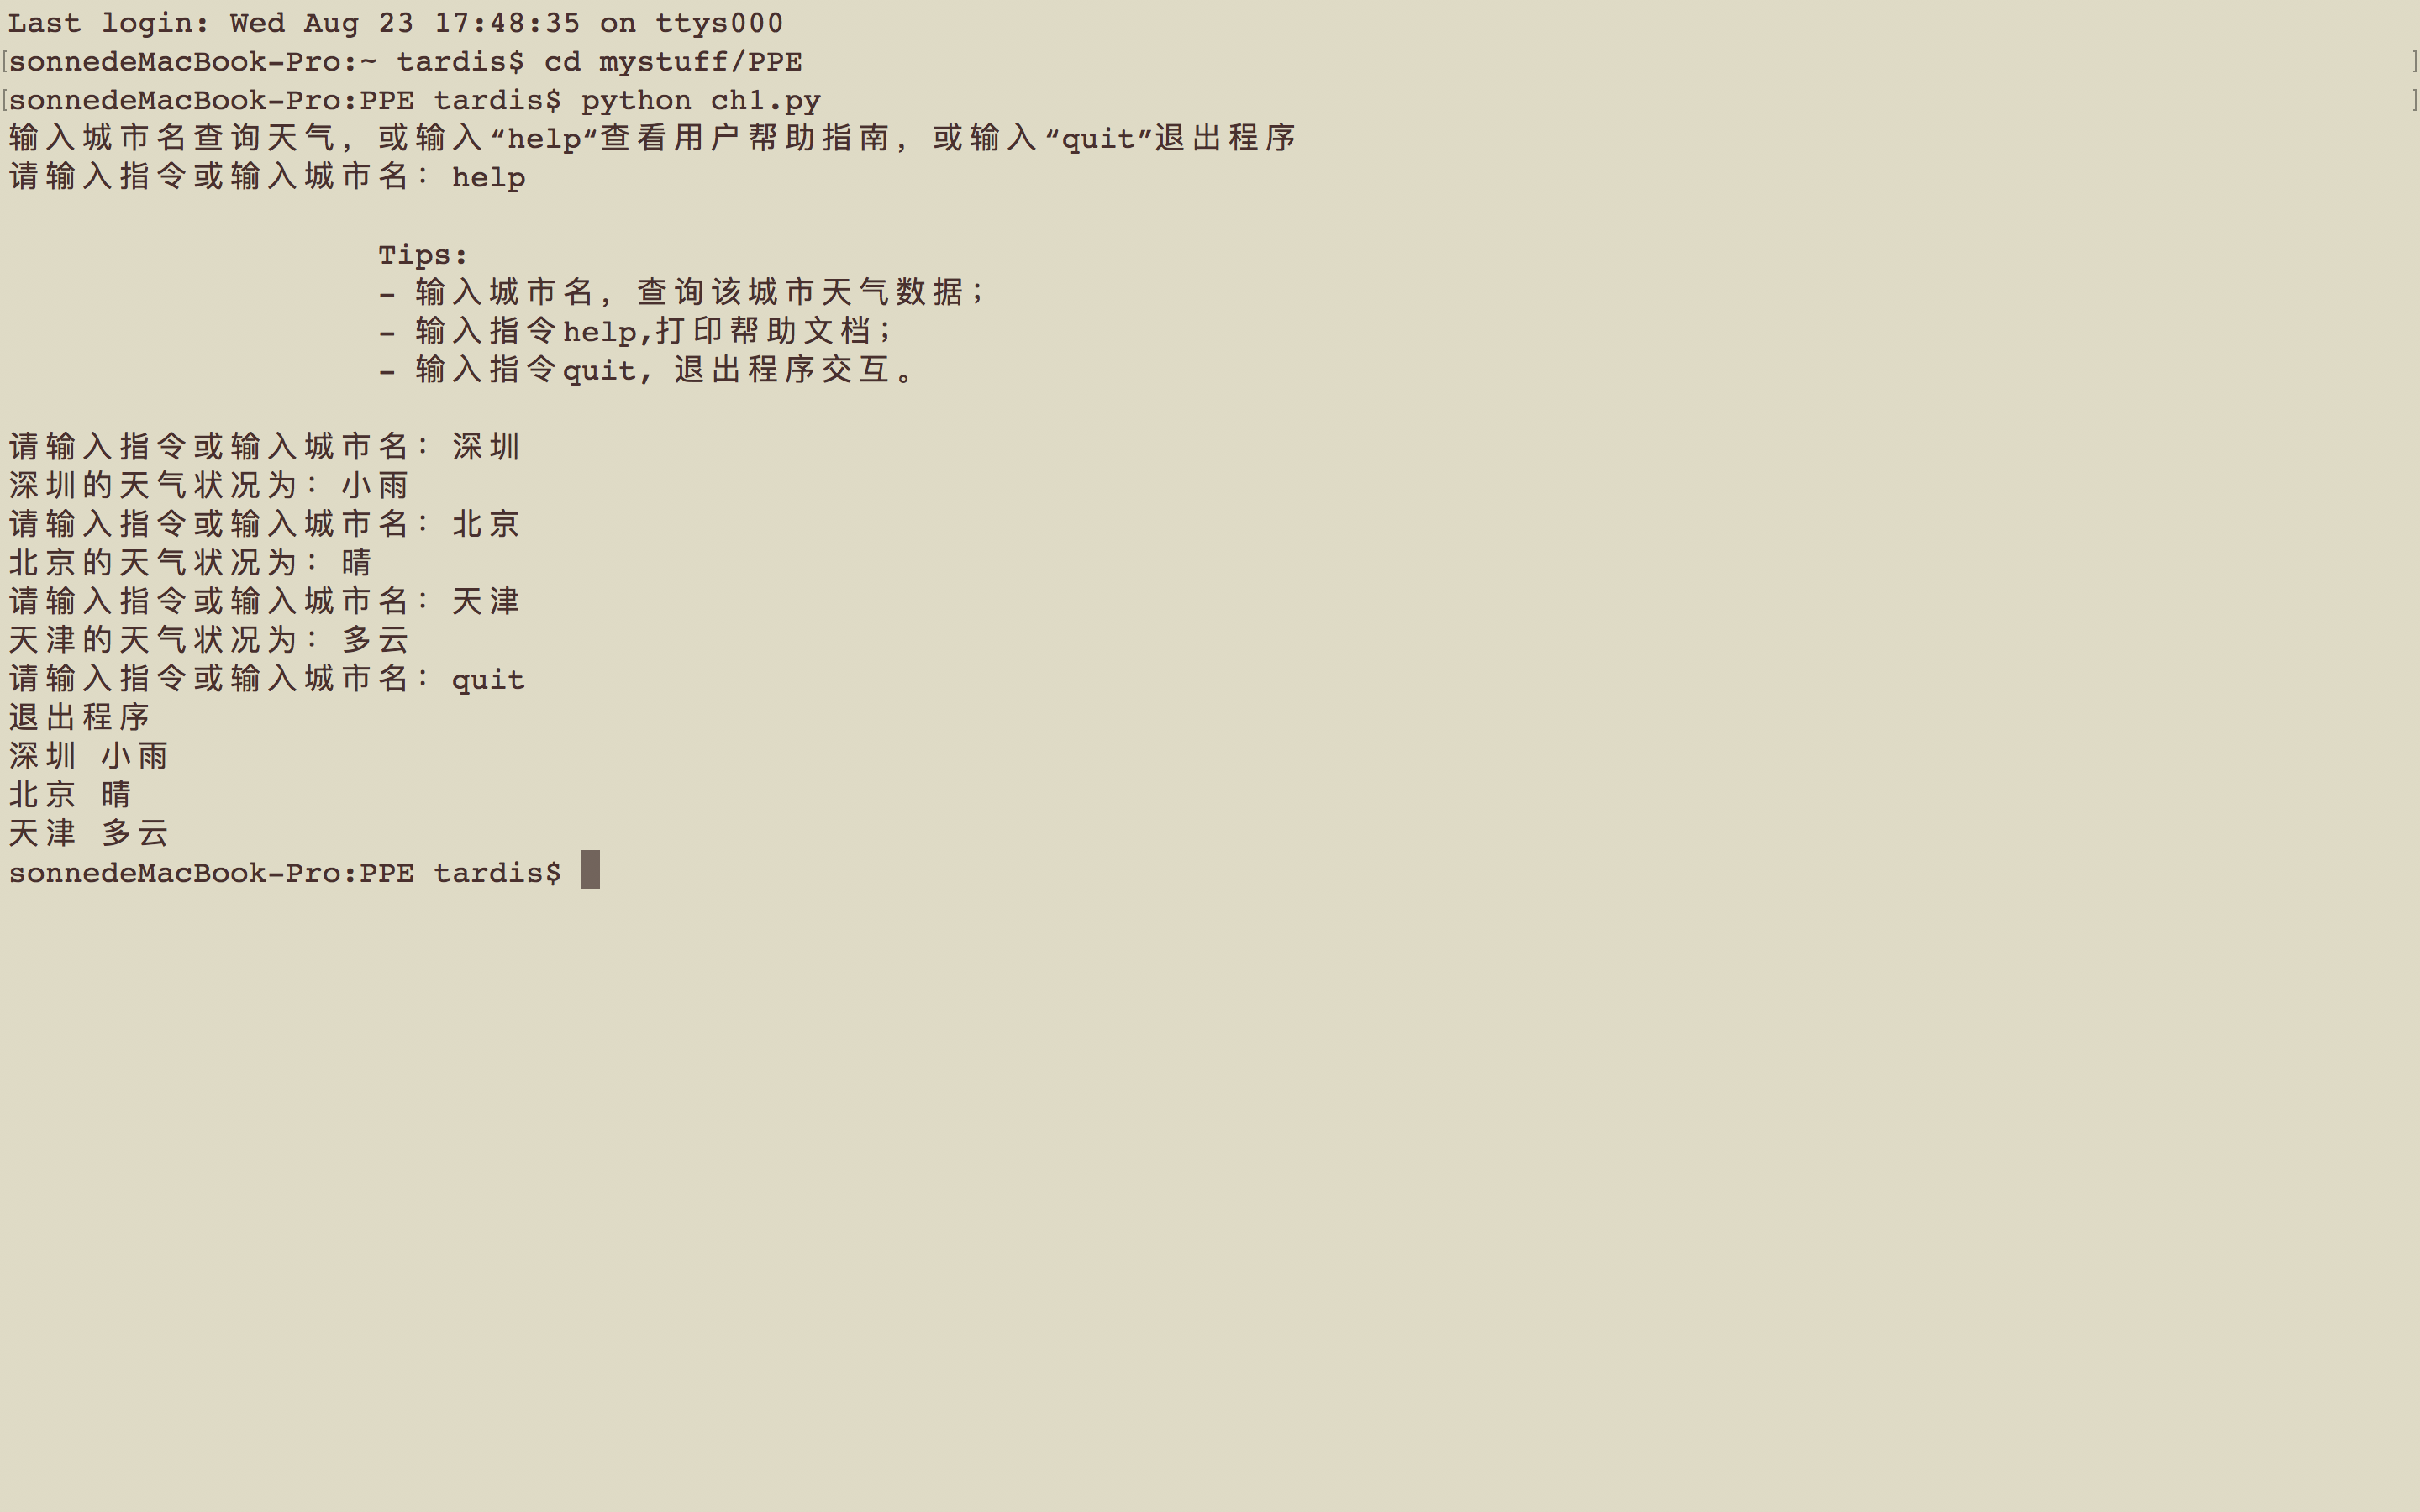 Last login: Wed Aug 23 17:48:35 on ttys000
[sonnedeMacBook-Pro:~ tardis$ cd mystuff/PPE ]
[sonnedeMacBook-Pro:PPE tardis$ python ch1.py ]
输入城市名查询天气，或输入“help“查看用户帮助指南，或输入“quit”退出程序
请输入指令或输入城市名：help
Tips:
- 输入城市名，查询该城市天气数据；
- 输入指令help,打印帮助文档；
- 输入指令quit, 退出程序交互。
请输入指令或输入城市名：深圳
深圳的天气状况为：小雨
请输入指令或输入城市名：北京
北京的天气状况为：晴
请输入指令或输入城市名：天津
天津的天气状况为：多云
请输入指令或输入城市名：quit
退出程序
深圳 小雨
北京 晴
天津 多云
sonnedeMacBook-Pro:PPE tardis$